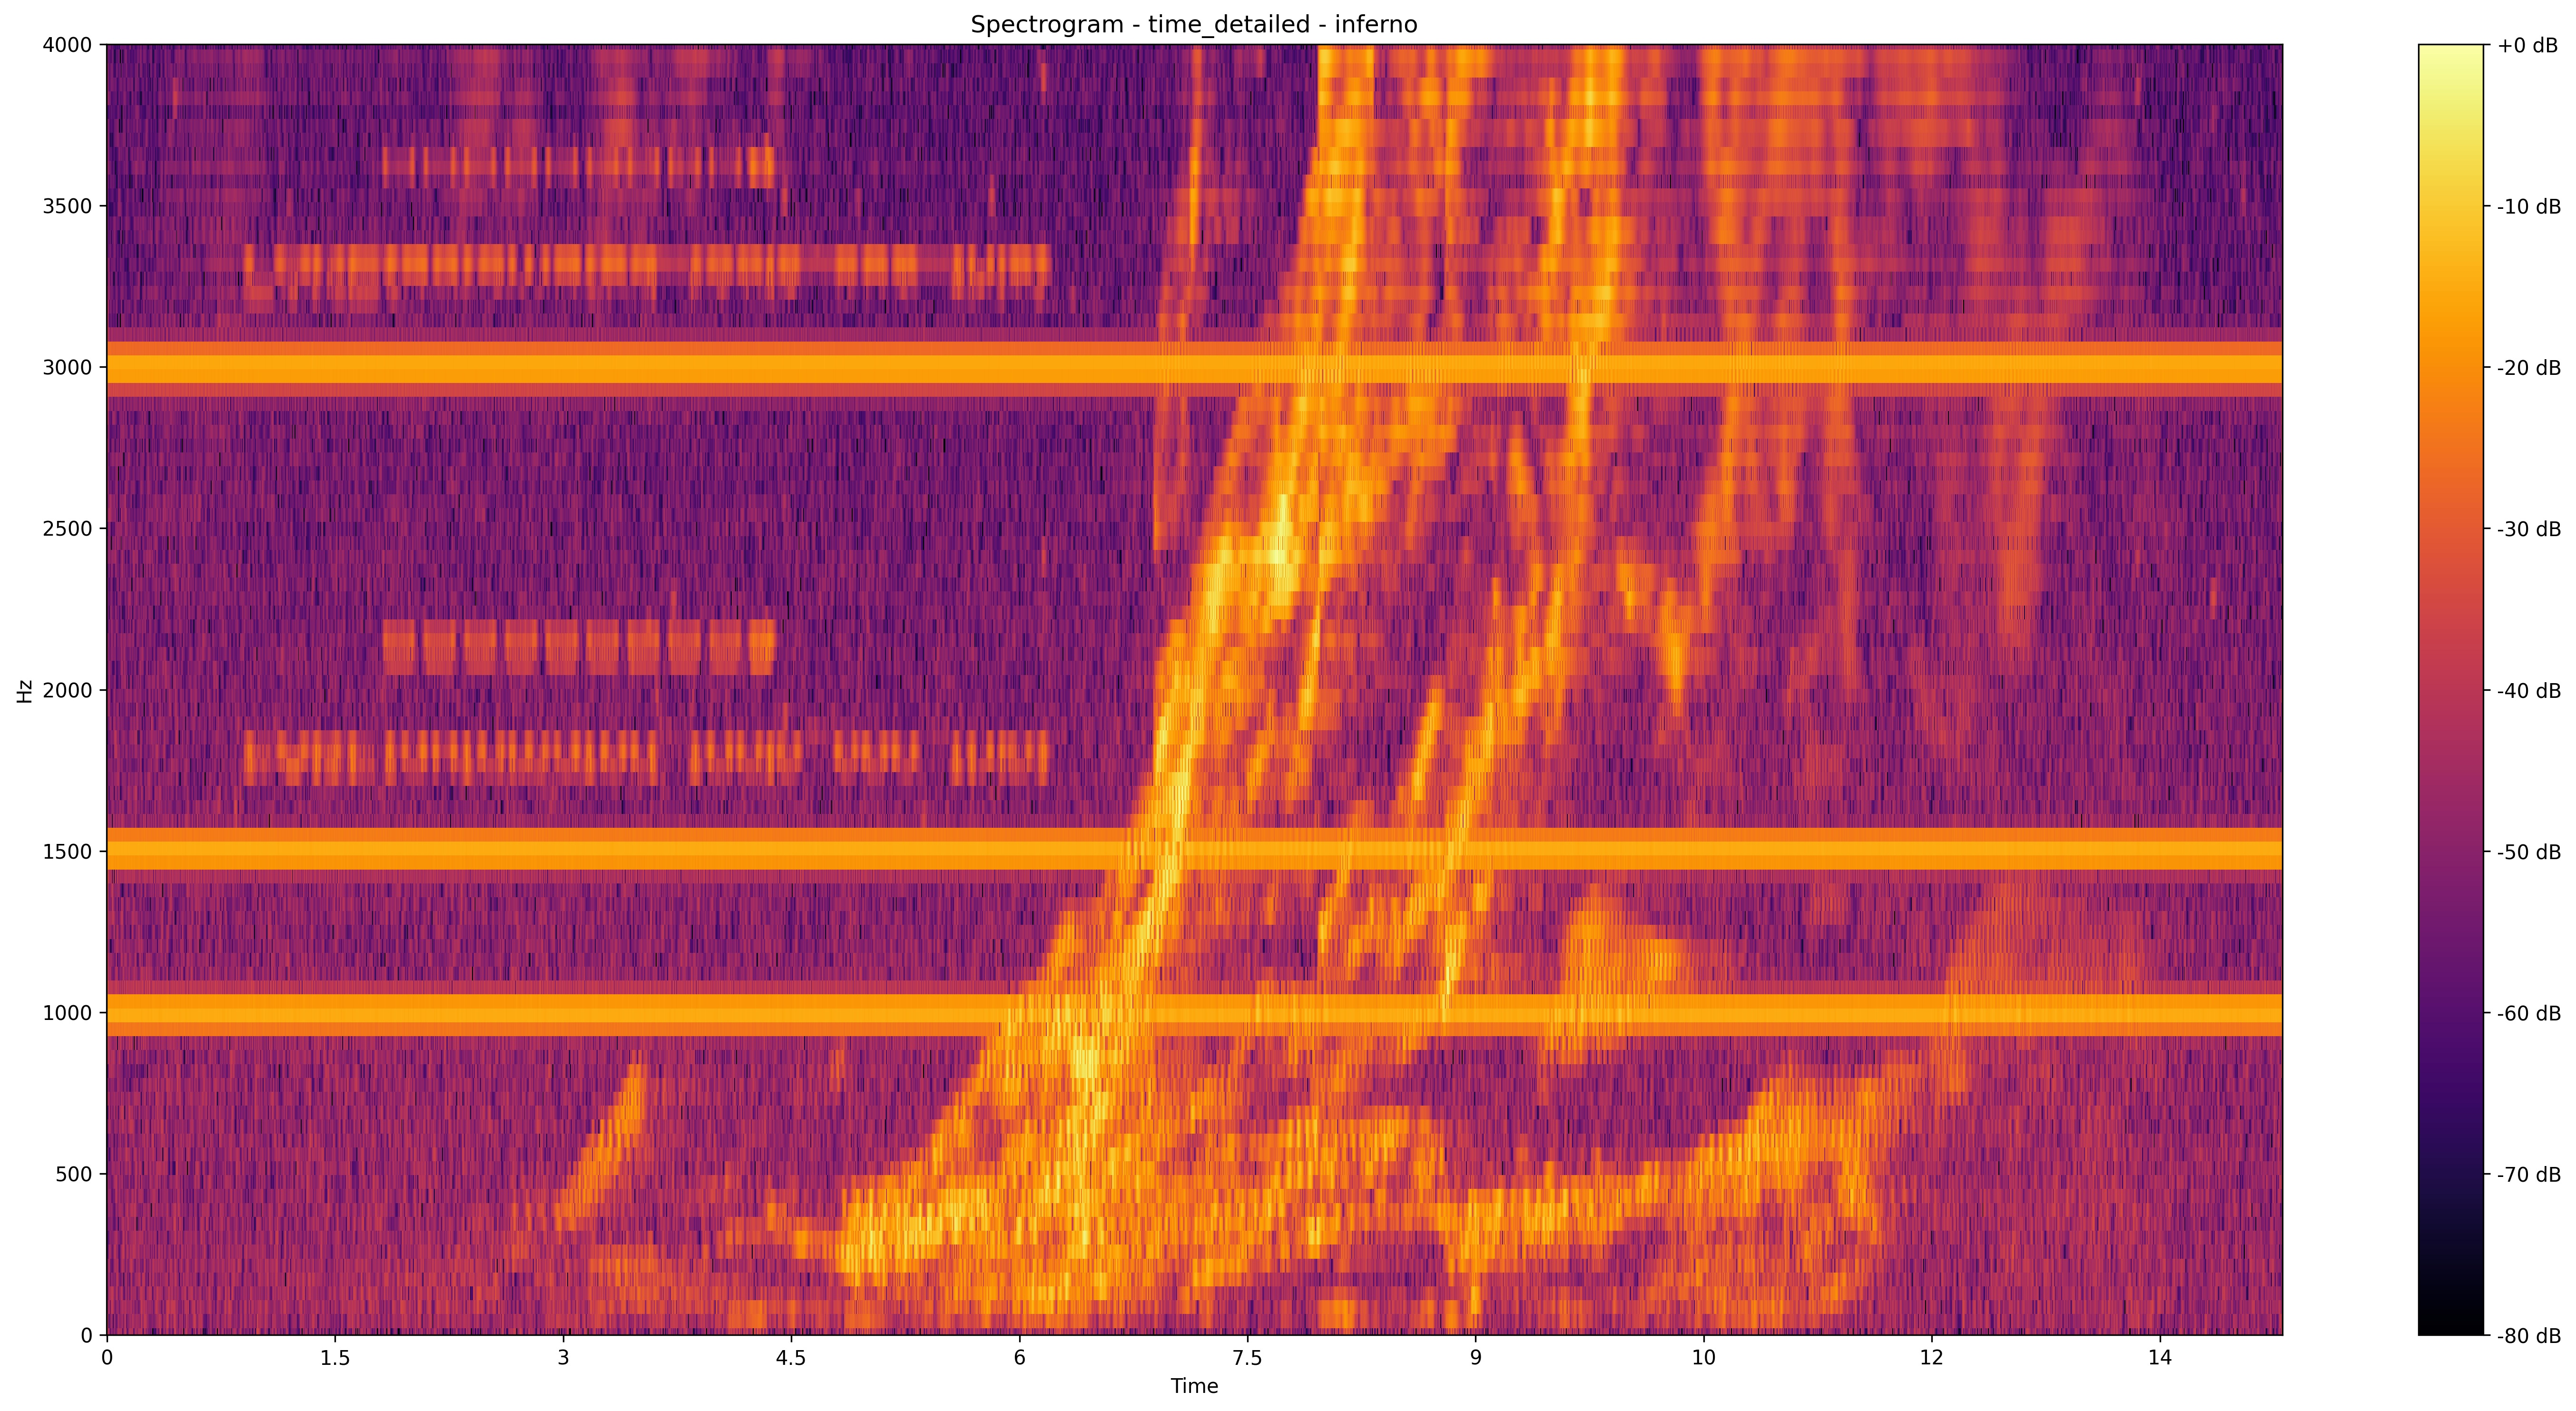 Spectrogram - time_detailed - inferno
4000
3500
3000
2500
2000
1500
1000
500
0
Hz
0 1.5 3 4.5 6 7.5 9 10 12 14
Time
+0 dB
-10 dB
-20 dB
-30 dB
-40 dB
-50 dB
-60 dB
-70 dB
-80 dB